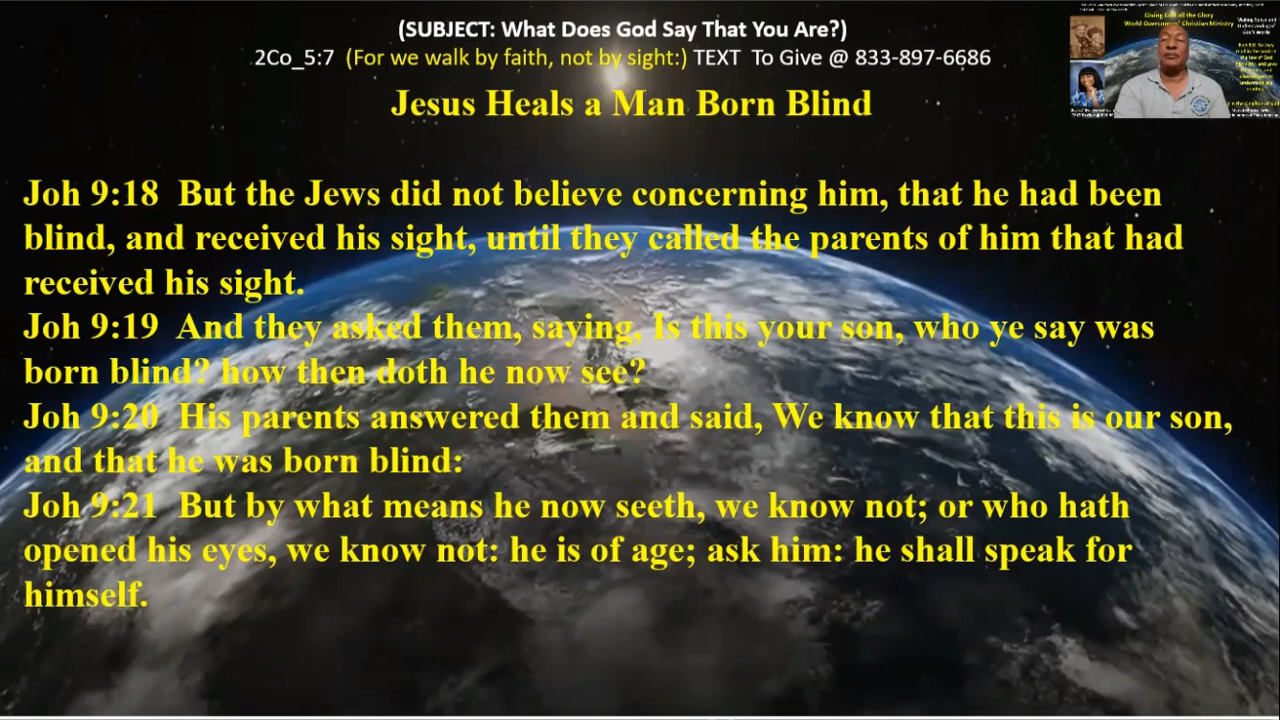 (SUBJECT: What Does God Say That You Are?)
2Co_5:7 (For we walk by faith, not by sight:) TEXT To Give @ 833-897-6686
Jesus Heals a Man Born Blind
Joh 9:18 But the Jews did not believe concerning him, that he had been
blind, and received his sight, until they called the parents of him that had
received his sight.
Joh 9:19 And they asked them, saying, Is this your son, who ye say was
born blind? how then doth he now see?
Joh 9:20 His parents answered them and said, We know that this is our son,
and that he was born blind:
Joh 9:21 But by what means he now seeth, we know not; or who hath
opened his eyes, we know not: he is of age; ask him: he shall speak for
himself.
Giving God all the Glory
Christian Ministry